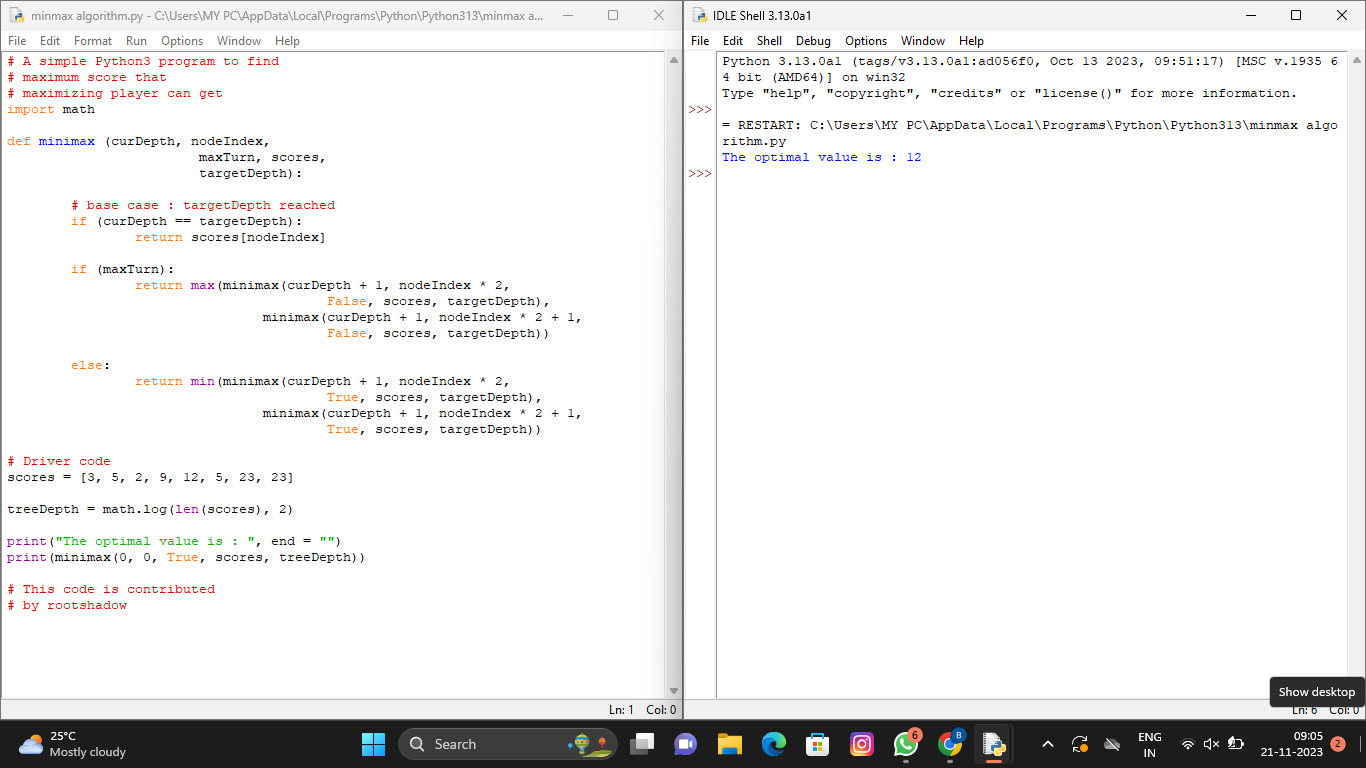 minmax algorithm.py - C:\Users\MY PC\AppData\Local\Programs\Python\Python313\minmax a...
File Edit Format Run Options Window Help
# A simple Python3 program to find
# maximum score that
# maximizing player can get
import math
def minimax (curDepth, nodeIndex,
maxTurn, scores,
targetDepth):
# base case : targetDepth reached
if (curDepth == targetDepth):
return scores[nodeIndex]
if (maxTurn):
return max(minimax(curDepth + 1, nodeIndex * 2,
False, scores, targetDepth),
minimax(curDepth + 1, nodeIndex * 2 + 1,
False, scores, targetDepth))
else:
return min(minimax(curDepth + 1, nodeIndex * 2,
True, scores, targetDepth),
minimax(curDepth + 1, nodeIndex * 2 + 1,
True, scores, targetDepth))
# Driver code
scores = [3, 5, 2, 9, 12, 5, 23, 23]
treeDepth = math.log(len(scores), 2)
print("The optimal value is : ", end = "")
print(minimax(0, 0, True, scores, treeDepth))
# This code is contributed
# by rootshadow
Ln: 1 Col: 0
IDLE Shell 3.13.0a1
File Edit Shell Debug Options Window Help
Python 3.13.0a1 (tags/v3.13.0a1:ad056f0, Oct 13 2023, 09:51:17) [MSC v.1935 6
4 bit (AMD64)] on win32
Type "help", "copyright", "credits" or "license()" for more information.
>>>
= RESTART: C:\Users\MY PC\AppData\Local\Programs\Python\Python313\minmax algo
rithm.py
The optimal value is : 12
>>>
Show desktop
Ln: 6 Col: 0
25°C
Mostly cloudy
Search
6
B
ENG
IN
09:05
21-11-2023
2